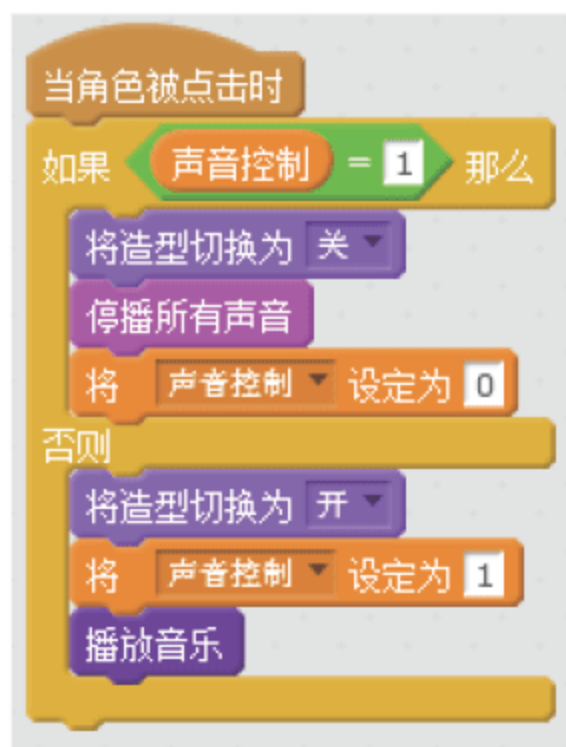 当角色被点击时
如果 声音控制 = 1 那么
将造型切换为 关
停播所有声音
将 声音控制 设定为 0
否则
将造型切换为 开
将 声音控制 设定为 1
播放音乐